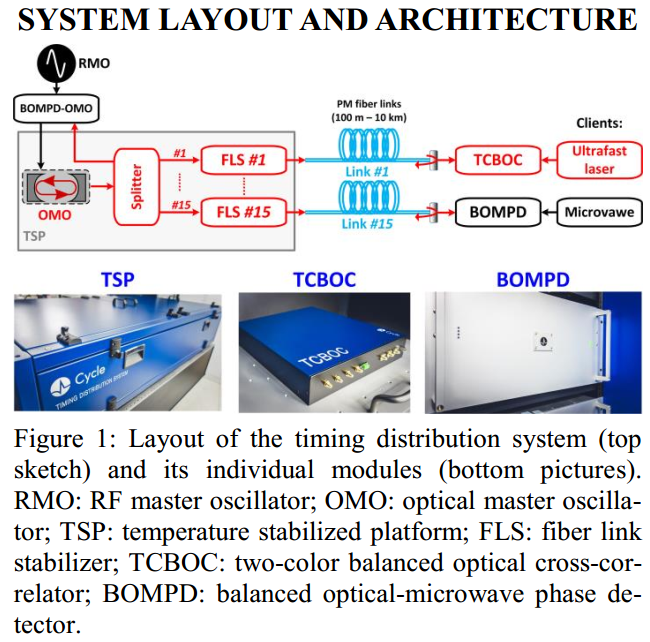 SYSTEM LAYOUT AND ARCHITECTURE
RMO
BOMPD-OMO
PM fiber links
(100 m – 10 km)
Clients:
#1
FLS #1
Link #1
TCBOC
Ultrafast
laser
OMO
Splitter
#15
FLS #15
Link #15
BOMPD
Microvawe
TSP
TSP
TCBOC
BOMPD
Cycle
TIMING DISTRIBUTION SYSTEM
Cycle
TCBOC
Figure 1: Layout of the timing distribution system (top
sketch) and its individual modules (bottom pictures).
RMO: RF master oscillator; OMO: optical master oscilla-
tor; TSP: temperature stabilized platform; FLS: fiber link
stabilizer; TCBOC: two-color balanced optical cross-cor-
relator; BOMPD: balanced optical-microwave phase de-
tector.